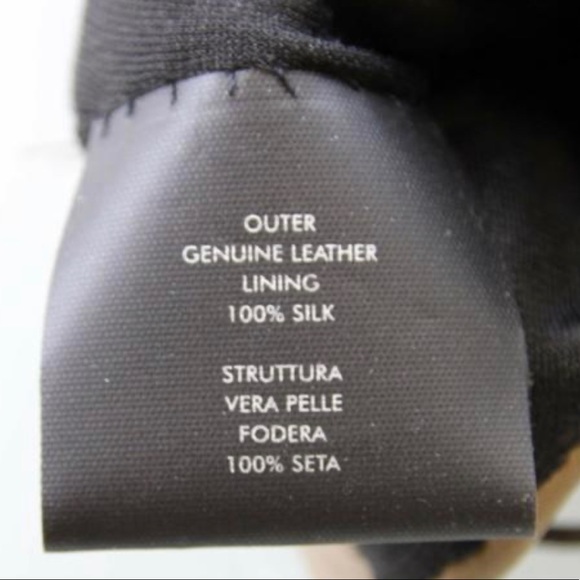 OUTER
GENUINE LEATHER
LINING
100% SILK
STRUTTURA
VERA PELLE
FODERA
100% SETA